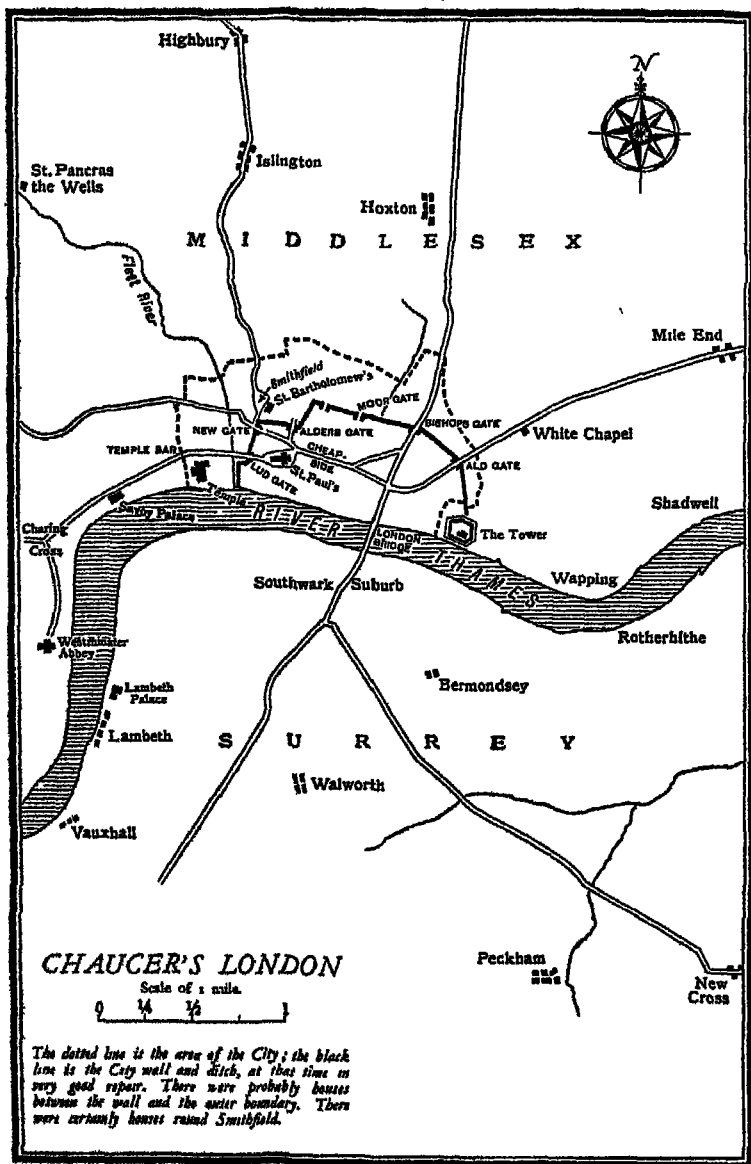 Highbury
N
Islington
St. Pancras
the Wells
Hoxton
MIDDLESEX
Fleet River
Mile End
Smithfield
St. Bartholomew's
MOOR GATE
NEW GATE
ALDERS GATE
BISHOPS GATE
White Chapel
TEMPLE BAR
CHEAP-
SIDE
ALD GATE
LUD GATE
St. Paul's
Temple
Savoy Palace
Shadwell
RIVER THAMES
Charing
Cross
LONDON
BRIDGE
The Tower
Southwark Suburb
Wapping
Rotherhithe
Westminster
Abbey
Lambeth
Palace
Bermondsey
Lambeth
SURREY
Walworth
Vauxhall
CHAUCER'S LONDON
Scale of 1 mile.
0 ¼ ½ 1
Peckham
New
Cross
The dotted line is the area of the City; the black
line is the City wall and ditch, at that time in
very good repair. There were probably houses
between the wall and the outer boundary. There
were certainly houses round Smithfield.